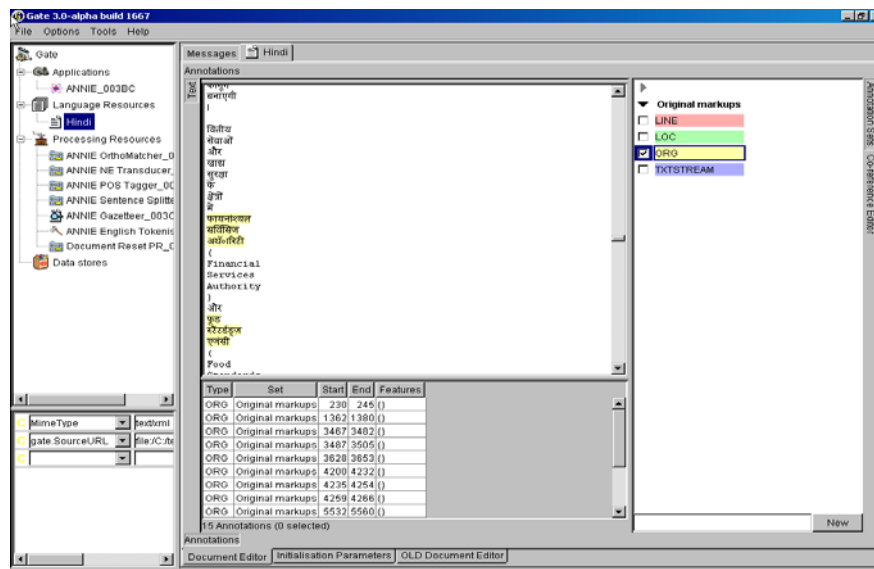 Gate 3.0-alpha build 1667
File Options Tools Help
Gate
Applications
ANNIE_003BC
Language Resources
Hindi
Processing Resources
ANNIE OrthoMatcher_0
ANNIE NE Transducer_
ANNIE POS Tagger_00
ANNIE Sentence Splitte
ANNIE Gazetteer_003C
ANNIE English Tokenis
Document Reset PR_0
Data stores
MimeType text/xml
gate.SourceURL file:/C:/te
Messages Hindi
Annotations
Text
कानून
बनाएगी
।
वित्तीय
सेवाओं
और
खाद्य
सुरक्षा
के
क्षेत्रों
में
फायनांश्यल
सर्विसिज
अथॉरिटी
(
Financial
Services
Authority
)
और
फूड
स्टैंडर्ड्ज
एजंसी
(
Food
Type Set Start End Features
ORG Original markups 230 245 {}
ORG Original markups 1362 1380 {}
ORG Original markups 3467 3482 {}
ORG Original markups 3487 3505 {}
ORG Original markups 3628 3653 {}
ORG Original markups 4200 4232 {}
ORG Original markups 4235 4254 {}
ORG Original markups 4259 4266 {}
ORG Original markups 5532 5560 {}
15 Annotations (0 selected)
Annotations
Document Editor Initialisation Parameters OLD Document Editor
Original markups
LINE
LOC
ORG
TXTSTREAM
New
Annotation Sets
Co-reference Editor